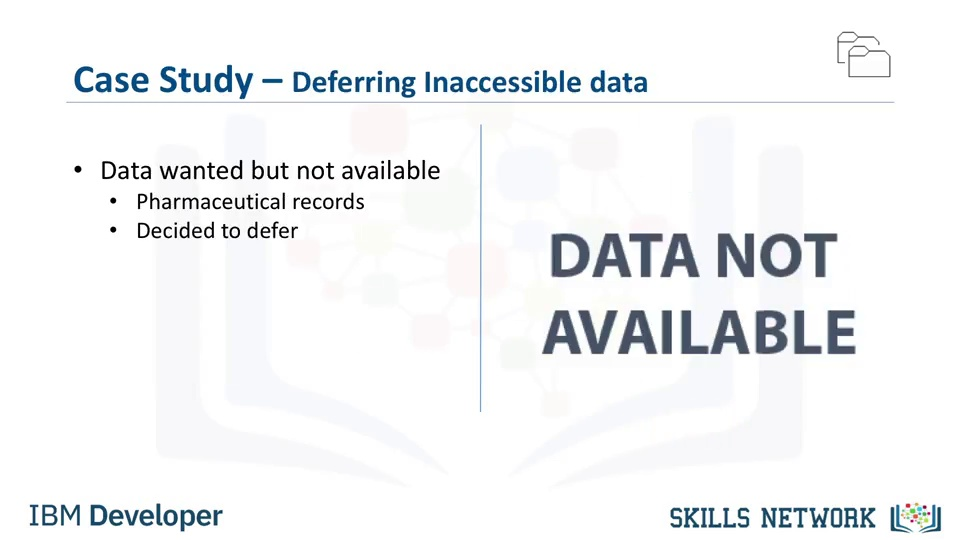 Case Study – Deferring Inaccessible data
• Data wanted but not available
• Pharmaceutical records
• Decided to defer
DATA NOT
AVAILABLE
IBM Developer
SKILLS NETWORK